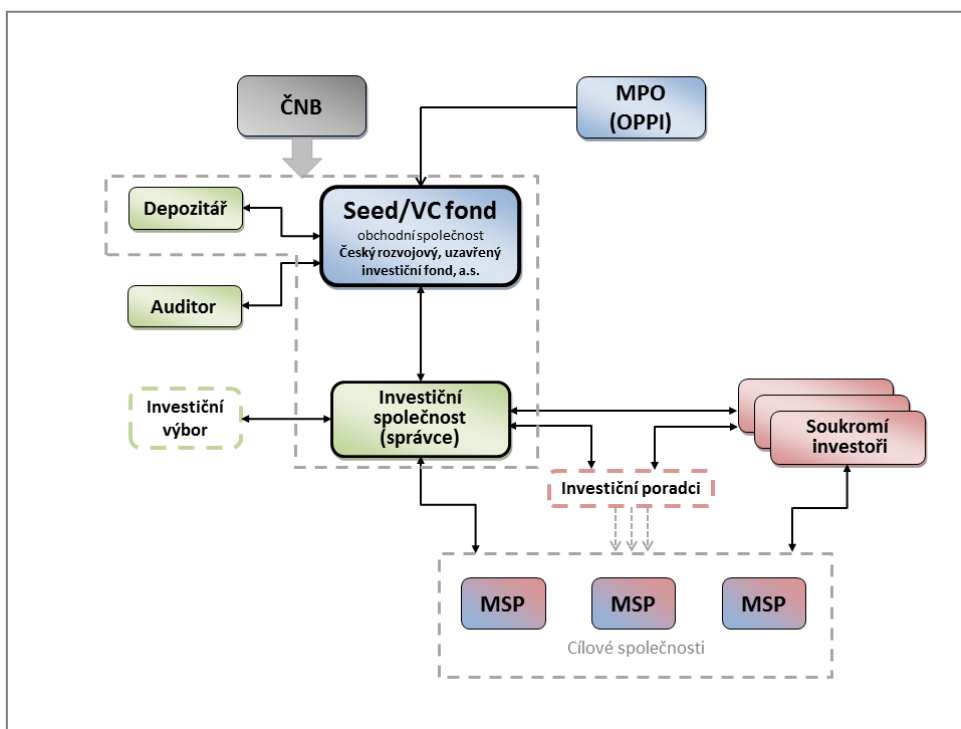 ČNB
MPO
(OPPI)
Depozitář
Seed/VC fond
obchodní společnost
Český rozvojový, uzavřený
investiční fond, a.s.
Auditor
Investiční
výbor
Investiční
společnost
(správce)
Soukromí
investoři
Investiční poradci
MSP
MSP
MSP
Cílové společnosti